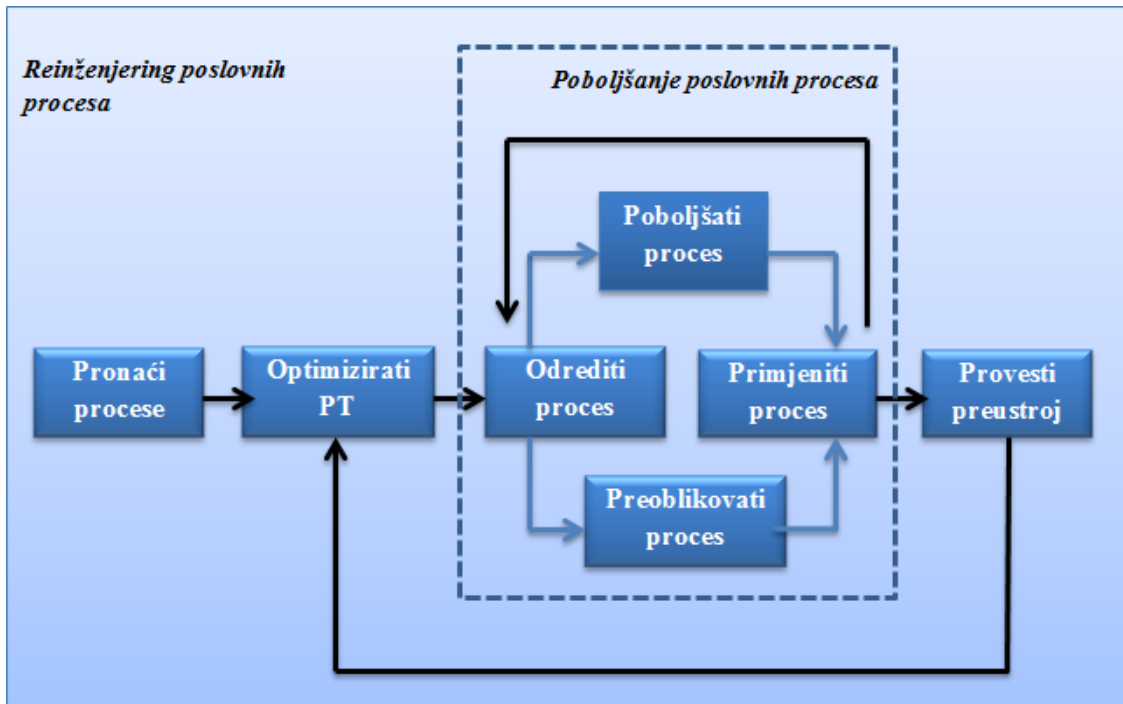 Reinženjering poslovnih
procesa
Poboljšanje poslovnih procesa
Poboljšati
proces
Pronaći
procese
Optimizirati
PT
Odrediti
proces
Primjeniti
proces
Provesti
preustroj
Preoblikovati
proces